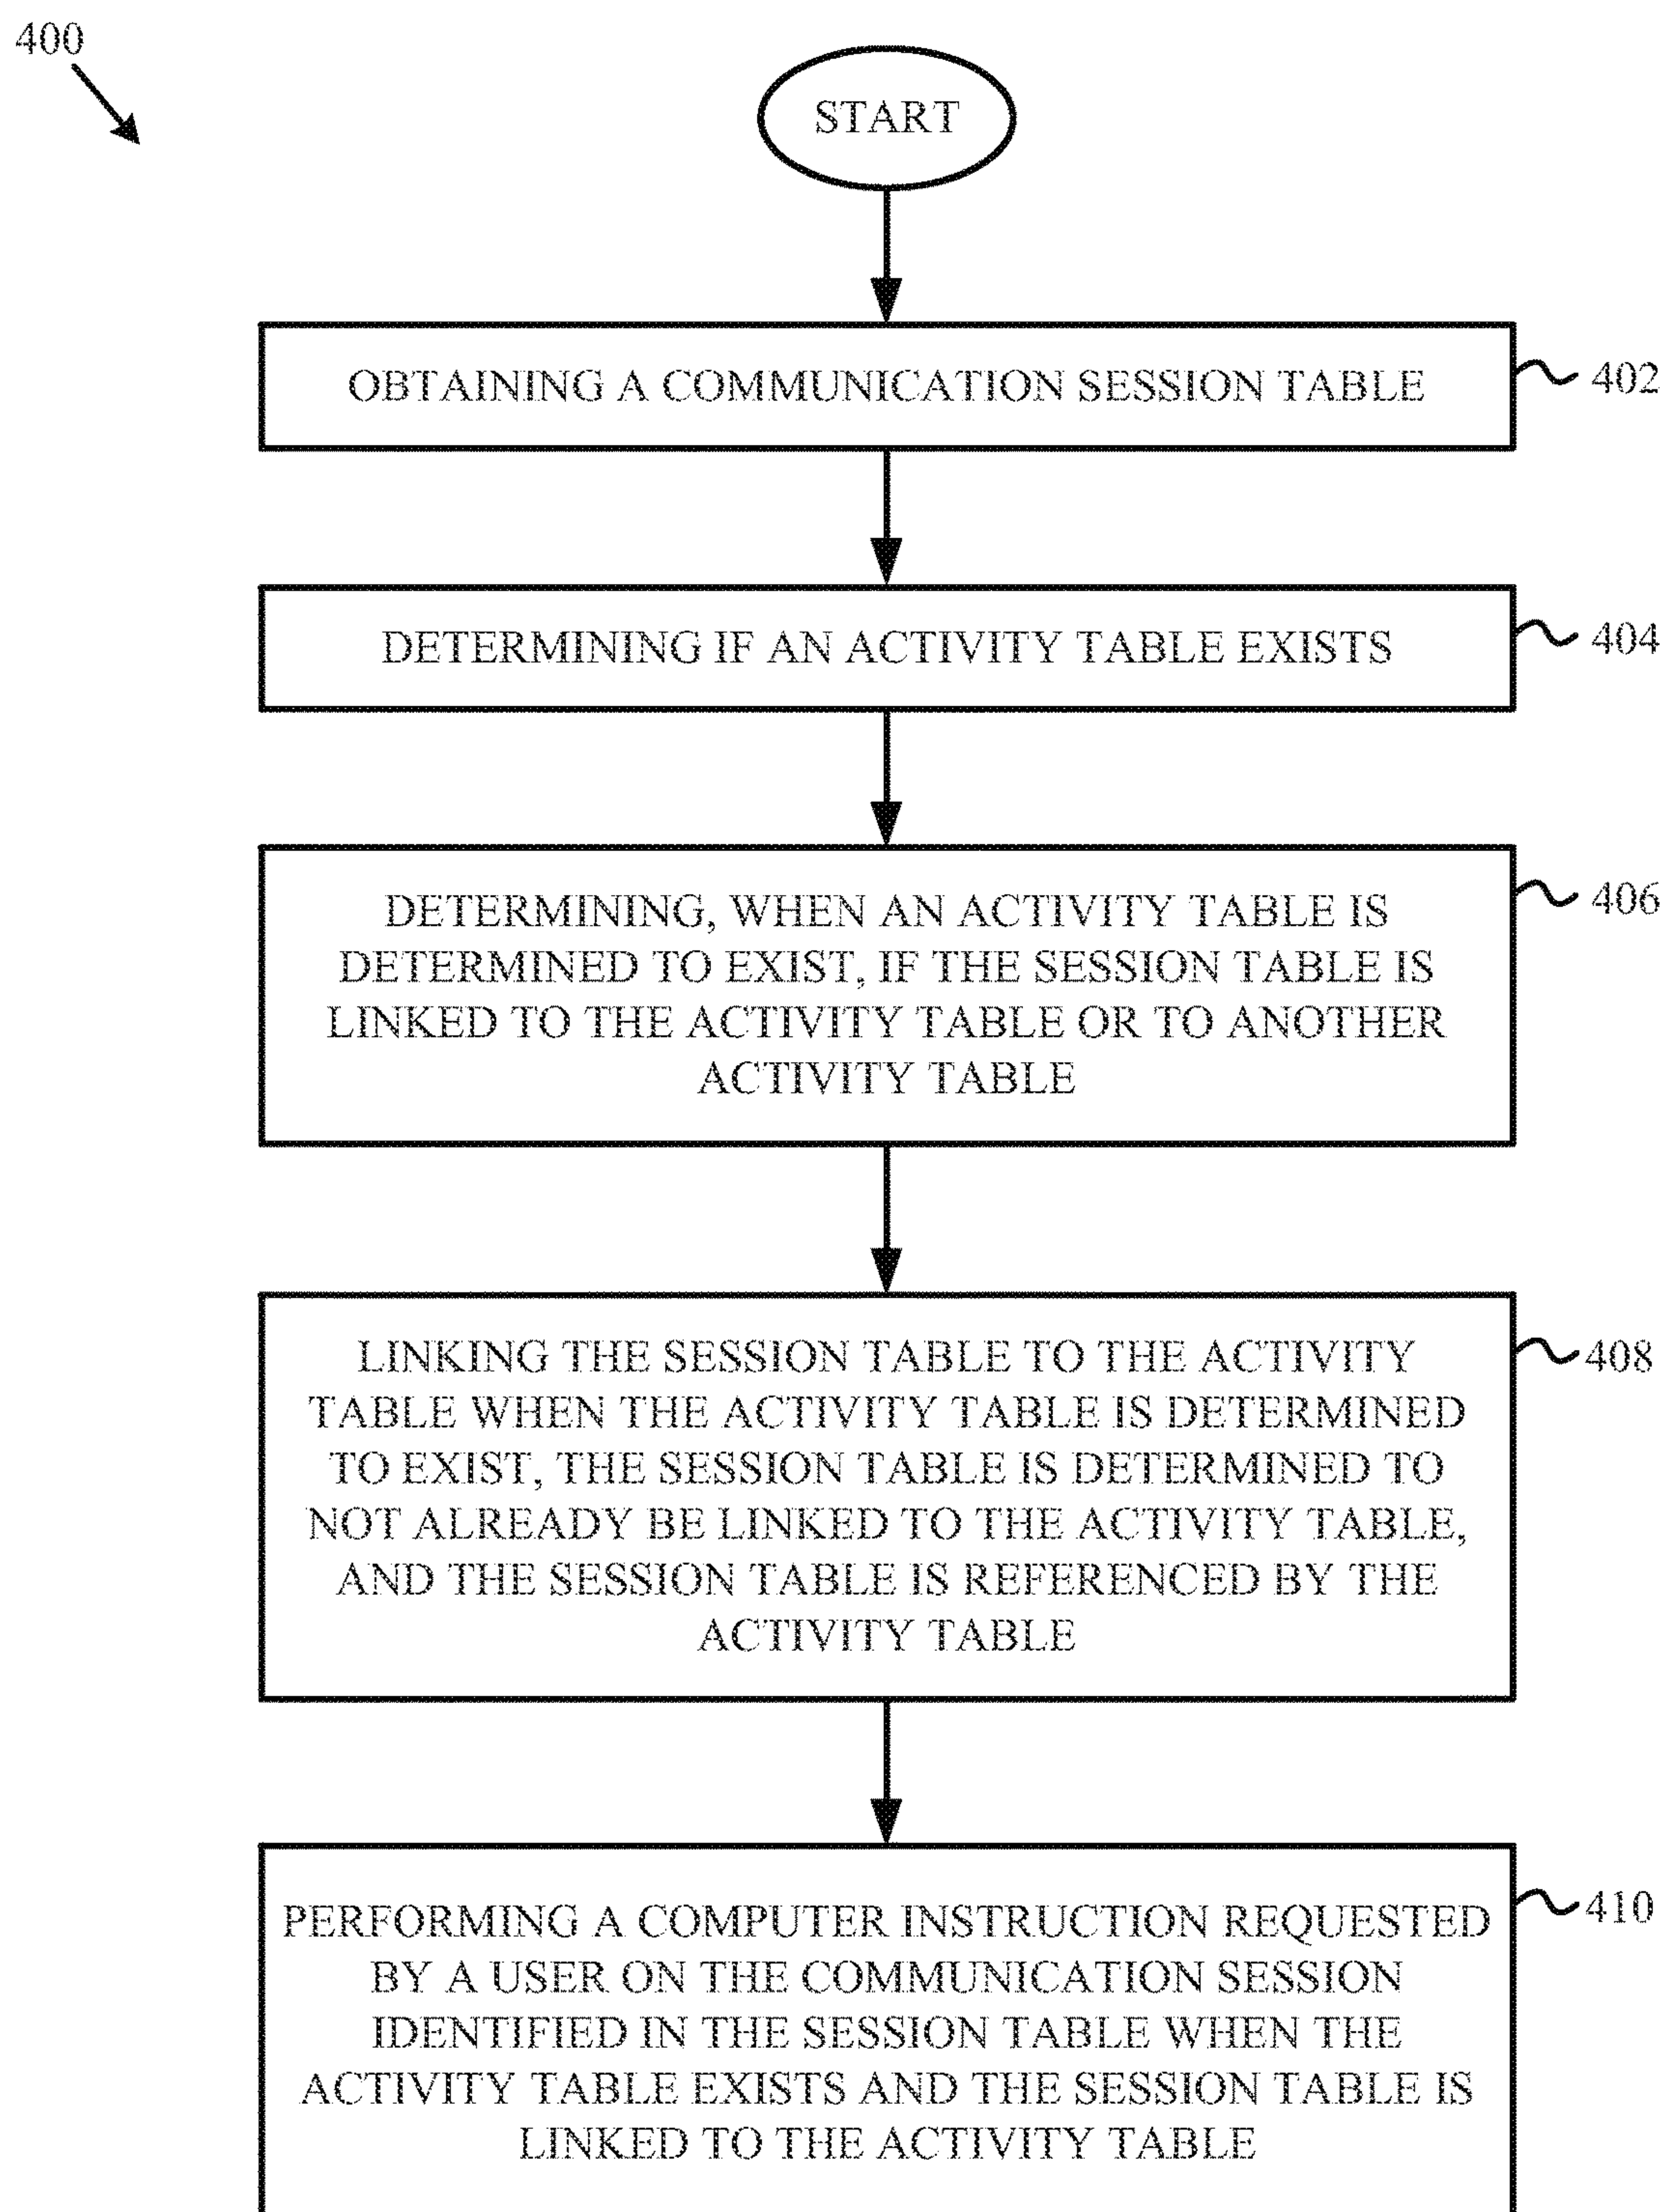 400
START
OBTAINING A COMMUNICATION SESSION TABLE
402
DETERMINING IF AN ACTIVITY TABLE EXISTS
404
DETERMINING, WHEN AN ACTIVITY TABLE IS
DETERMINED TO EXIST, IF THE SESSION TABLE IS
LINKED TO THE ACTIVITY TABLE OR TO ANOTHER
ACTIVITY TABLE
406
LINKING THE SESSION TABLE TO THE ACTIVITY
TABLE WHEN THE ACTIVITY TABLE IS DETERMINED
TO EXIST, THE SESSION TABLE IS DETERMINED TO
NOT ALREADY BE LINKED TO THE ACTIVITY TABLE,
AND THE SESSION TABLE IS REFERENCED BY THE
ACTIVITY TABLE
408
PERFORMING A COMPUTER INSTRUCTION REQUESTED
BY A USER ON THE COMMUNICATION SESSION
IDENTIFIED IN THE SESSION TABLE WHEN THE
ACTIVITY TABLE EXISTS AND THE SESSION TABLE IS
LINKED TO THE ACTIVITY TABLE
410